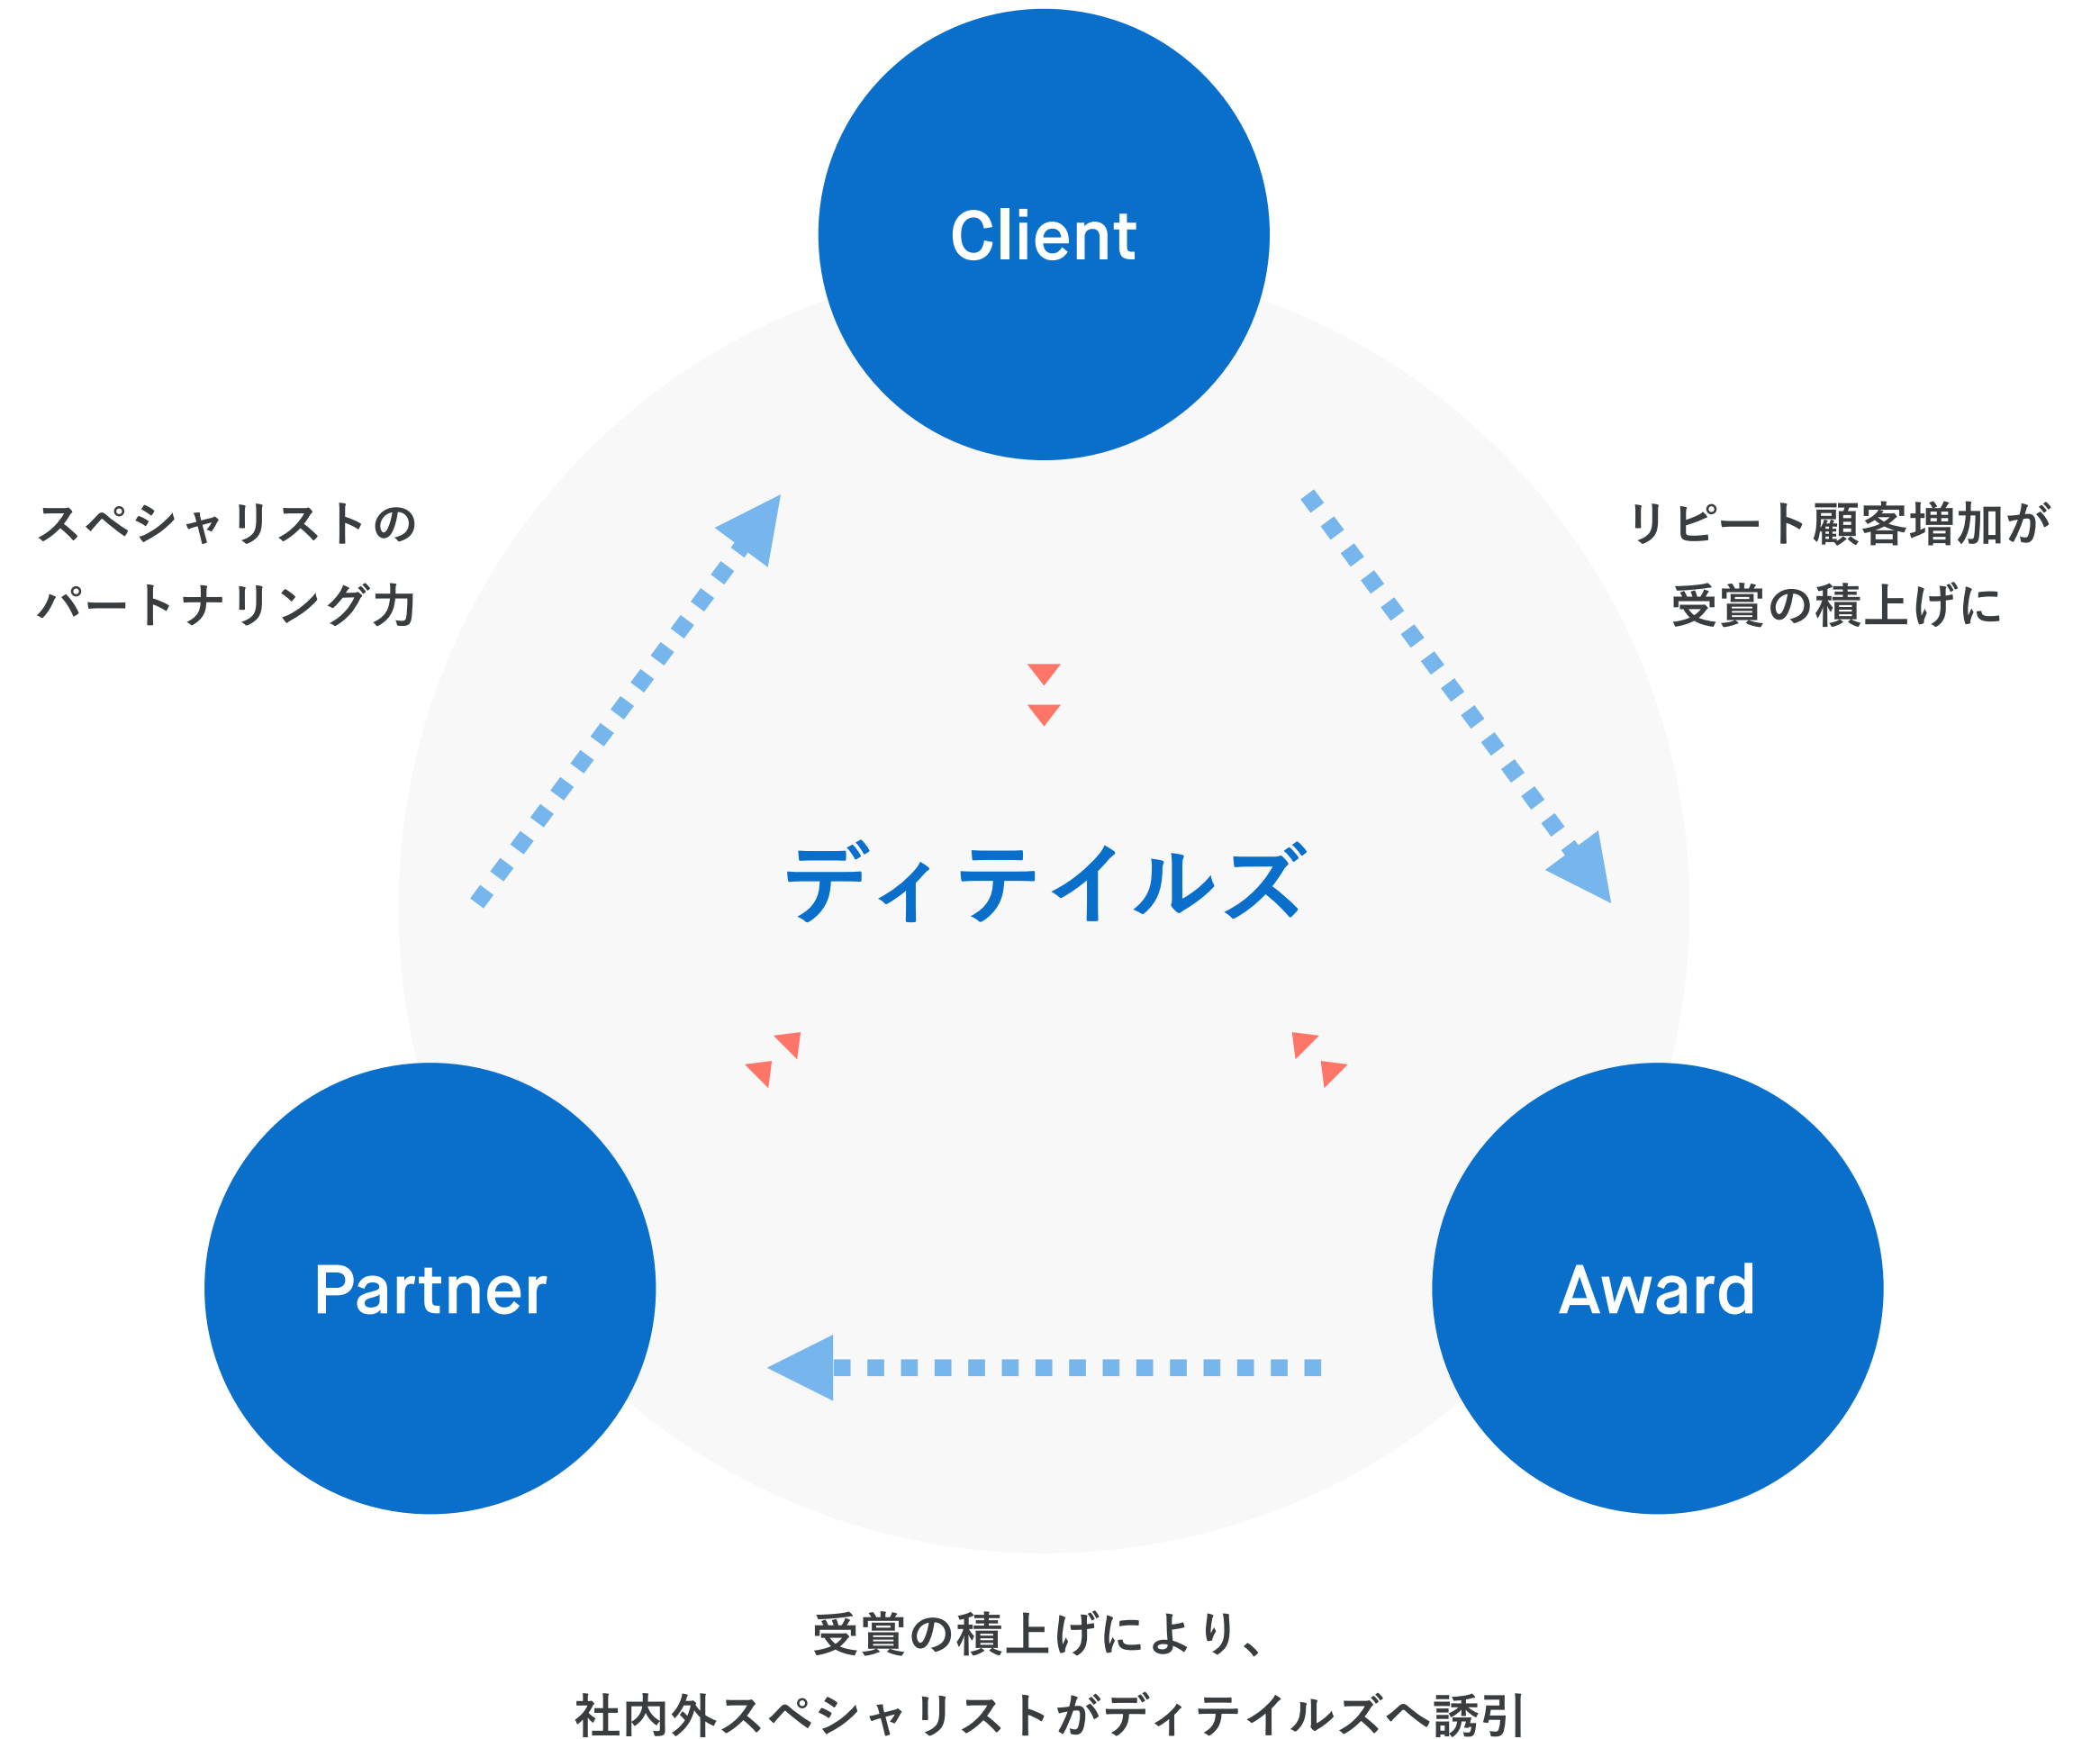 Client
スペシャリストの
パートナリング力
リピート顧客の増加が
受賞の積上げに
ディテイルズ
Partner
Award
受賞の積上げにより、
社内外スペシャリストがディテイルズへ誘引